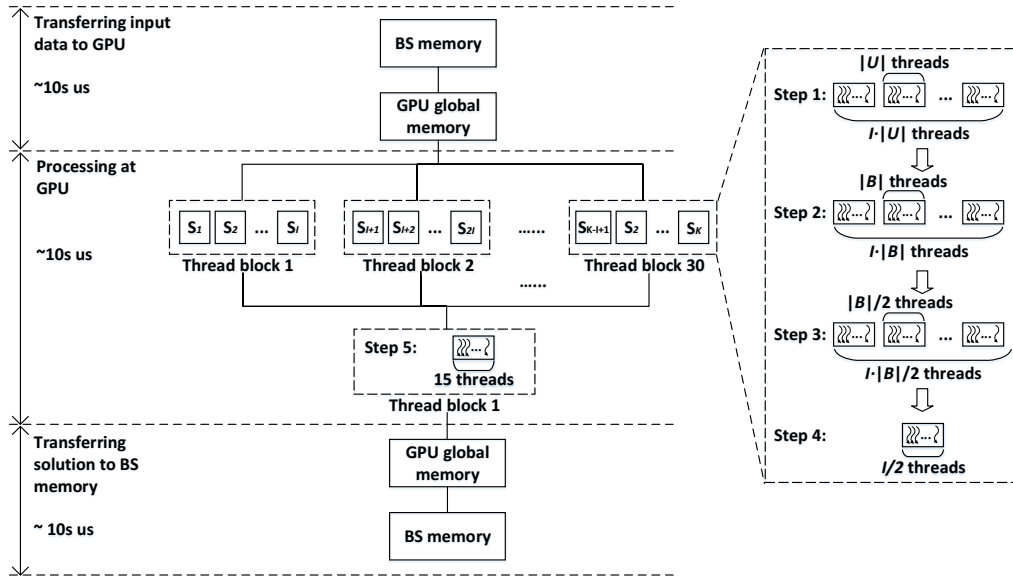 Transferring input
data to GPU
~10s us
BS memory
GPU global
memory
Processing at
GPU
~10s us
S1 S2 ... SI
Thread block 1
SI+1 SI+2 ... S2I
Thread block 2
......
SK-I+1 S2 ... SK
Thread block 30
......
Step 5:
...
15 threads
Thread block 1
Transferring
solution to BS
memory
~ 10s us
GPU global
memory
BS memory
|U| threads
Step 1:
... ... ... ...
I·|U| threads
|B| threads
Step 2:
... ... ... ...
I·|B| threads
|B|/2 threads
Step 3:
... ... ... ...
I·|B|/2 threads
Step 4:
...
I/2 threads